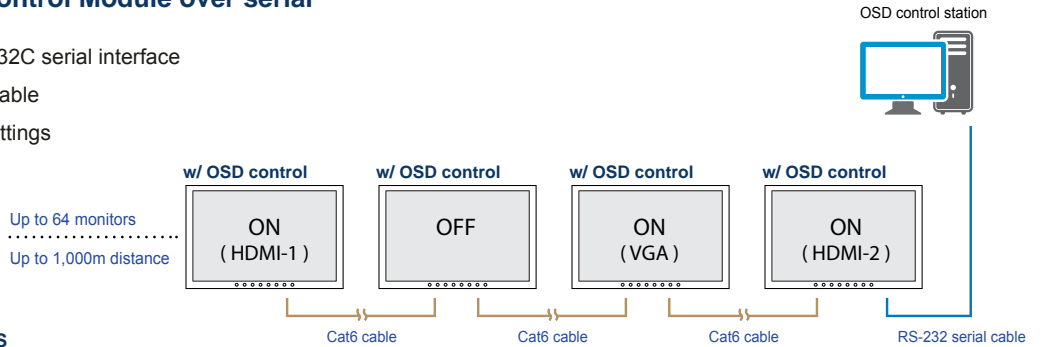 ontrol Module over serial
OSD control station
32C serial interface
able
ttings
w/ OSD control w/ OSD control w/ OSD control w/ OSD control
Up to 64 monitors
Up to 1,000m distance
ON
( HDMI-1 )
OFF
ON
( VGA )
ON
( HDMI-2 )
Cat6 cable Cat6 cable Cat6 cable RS-232 serial cable
s